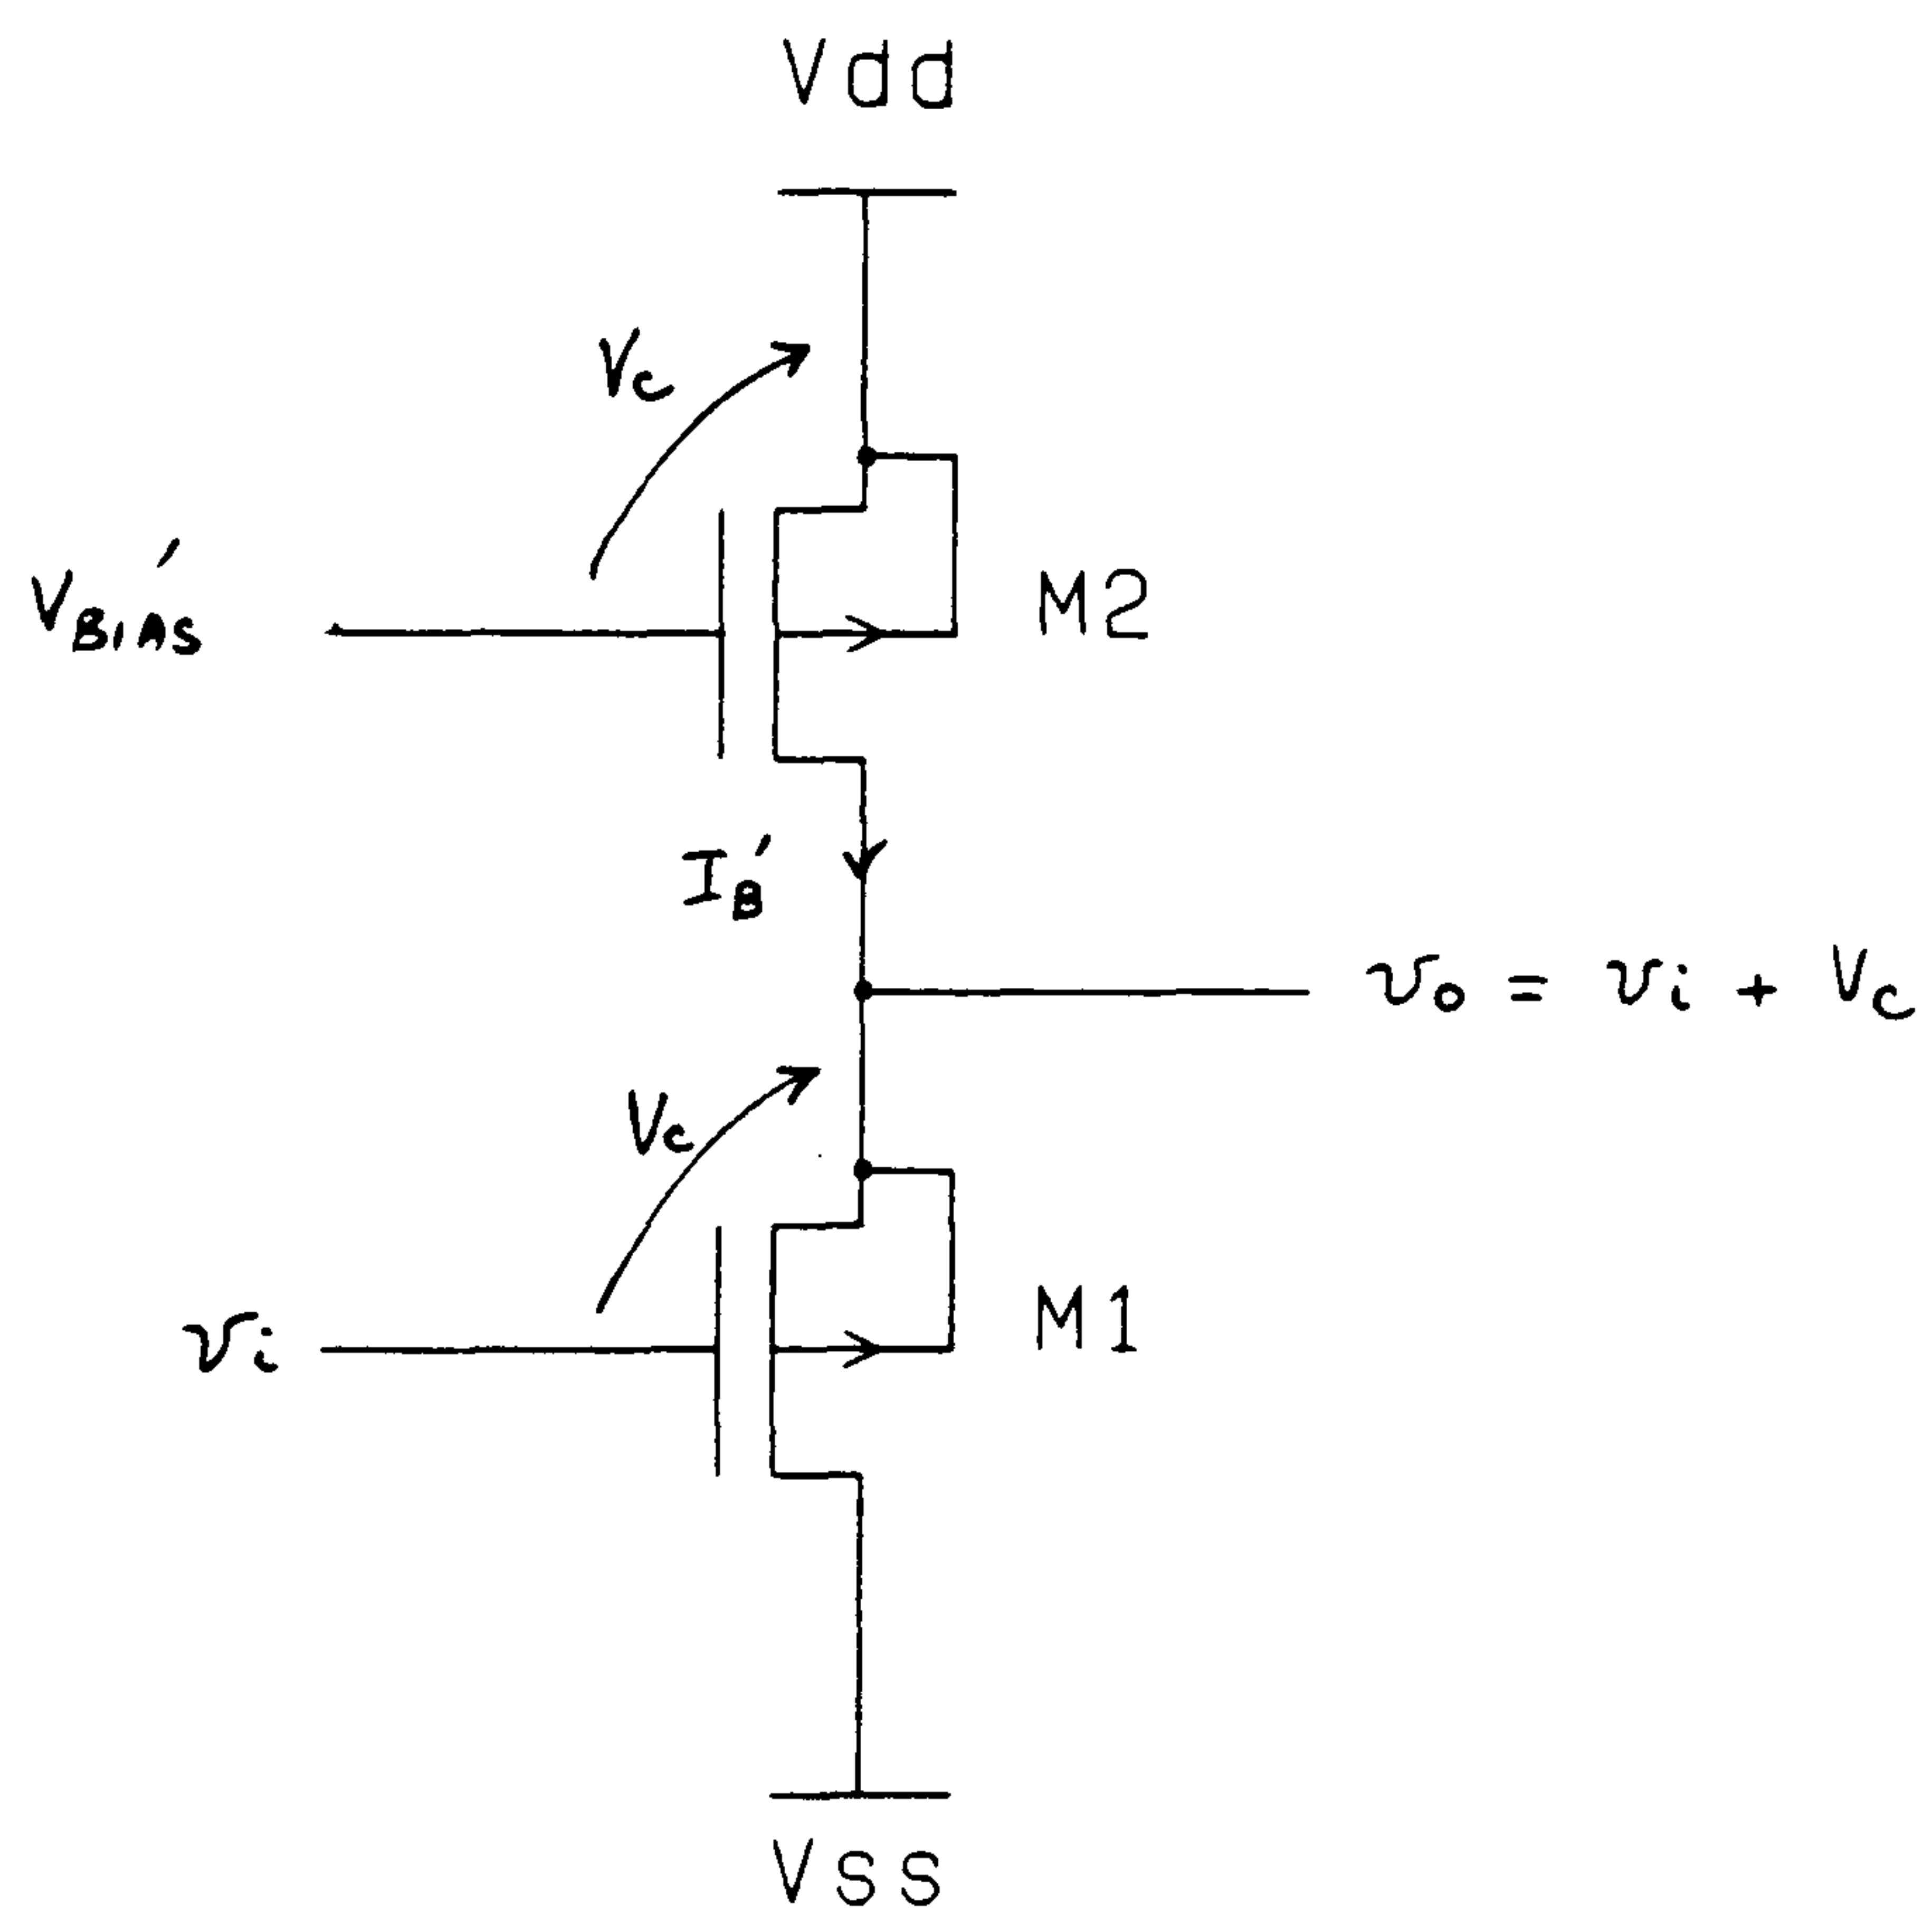 Vdd
Vc
V'BIAS
M2
I'B
vo = vi + Vc
Vc
vi
M1
Vss